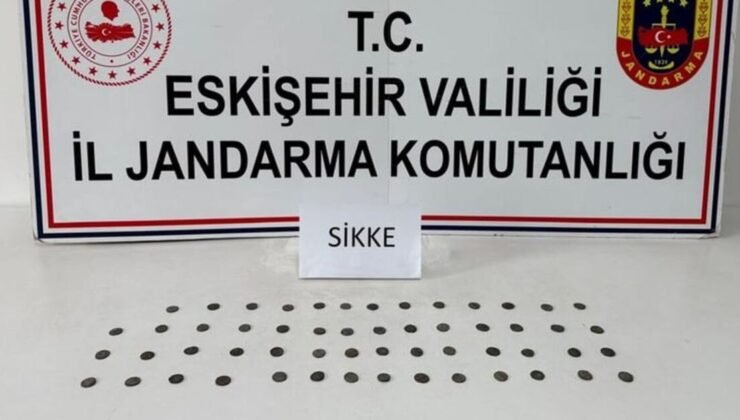 T.C.
ESKİŞEHİR VALİLİĞİ
İL JANDARMA KOMUTANLIĞI
JANDARMA
SİKKE